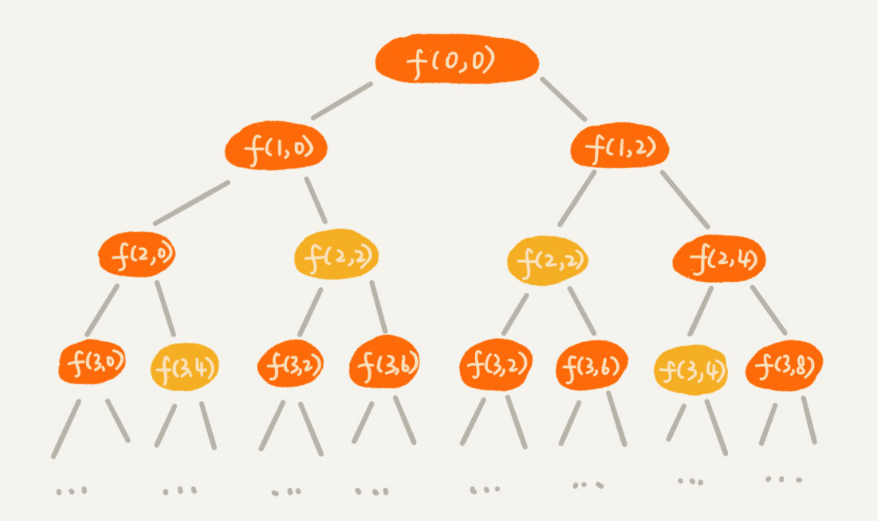 f(0,0)
f(1,0) f(1,2)
f(2,0) f(2,2) f(2,2) f(2,4)
f(3,0) f(3,4) f(3,2) f(3,6) f(3,2) f(3,6) f(3,4) f(3,8)
... ... ... ... ... ... ... ...